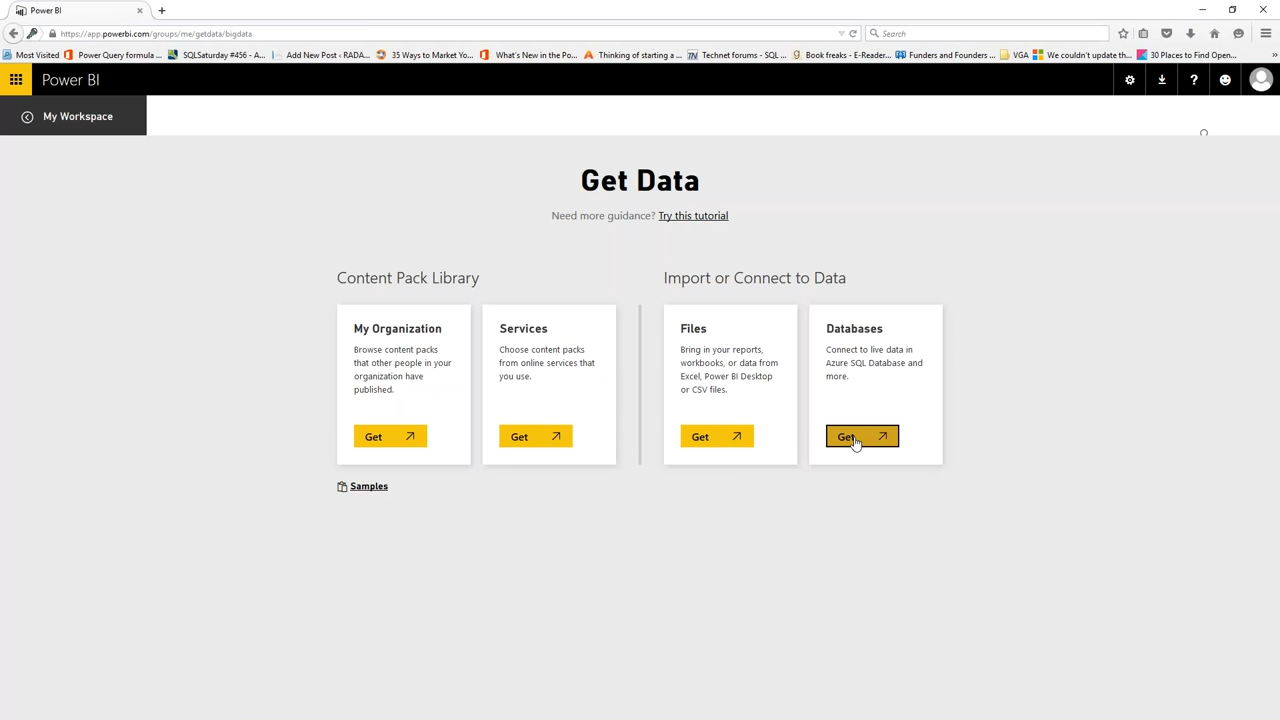 Power BI
https://app.powerbi.com/groups/me/getdata/bigdata
Search
Most Visited
Power Query formula ...
SQLSaturday #456 - A...
Add New Post ‹ RADA...
35 Ways to Market Yo...
What's New in the Po...
Thinking of starting a ...
Technet forums - SQL ...
Book freaks - E-Reader...
Funders and Founders ...
VGA
We couldn't update th...
30 Places to Find Open...
Power BI
My Workspace
Get Data
Need more guidance? Try this tutorial
Content Pack Library
Import or Connect to Data
My Organization
Browse content packs
that other people in your
organization have
published.
Get
Services
Choose content packs
from online services that
you use.
Get
Files
Bring in your reports,
workbooks, or data from
Excel, Power BI Desktop
or CSV files.
Get
Databases
Connect to live data in
Azure SQL Database and
more.
Get
Samples